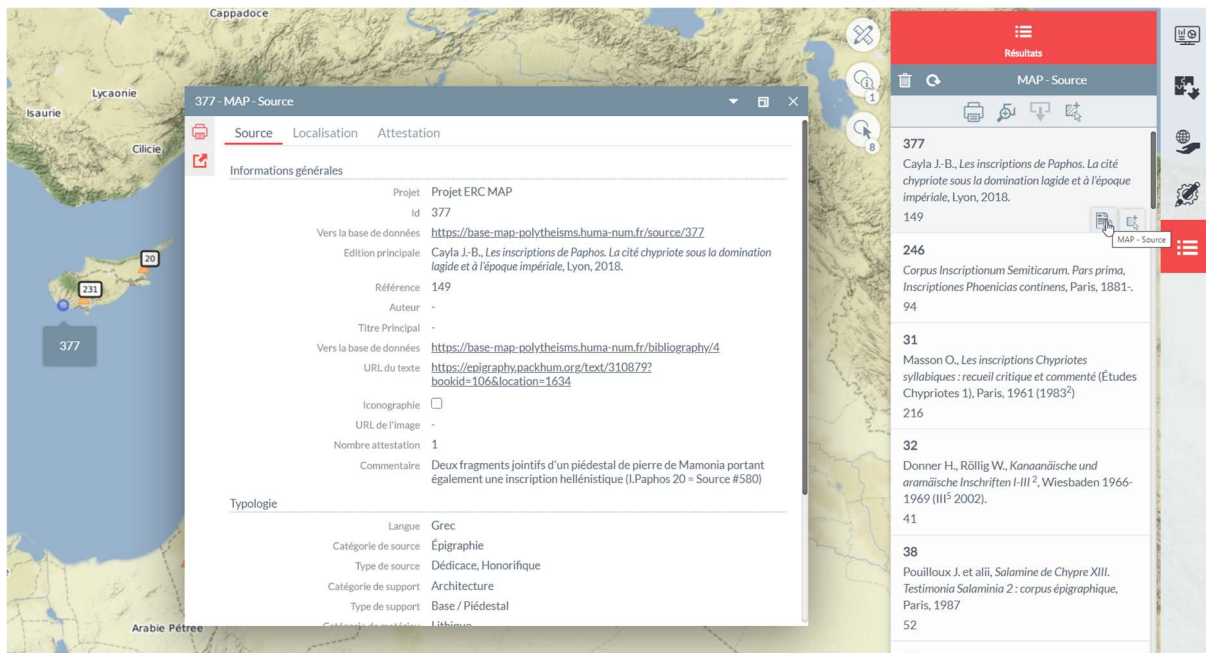 Cappadoce
Lycaonie
Isaurie
Cilicie
20
231
377
Arabie Pétrée
377 - MAP - Source
Source Localisation Attestation
Informations générales
Projet Projet ERC MAP
Id 377
Vers la base de données https://base-map-polytheisms.huma-num.fr/source/377
Edition principale Cayla J.-B., Les inscriptions de Paphos. La cité chypriote sous la domination
lagide et à l'époque impériale, Lyon, 2018.
Référence 149
Auteur -
Titre Principal -
Vers la base de données https://base-map-polytheisms.huma-num.fr/bibliography/4
URL du texte https://epigraphy.packhum.org/text/310879?
bookid=106&location=1634
Iconographie
URL de l'image -
Nombre attestation 1
Commentaire Deux fragments jointifs d'un piédestal de pierre de Mamonia portant
également une inscription hellénistique (I.Paphos 20 = Source #580)
Typologie
Langue Grec
Catégorie de source Épigraphie
Type de source Dédicace, Honorifique
Catégorie de support Architecture
Type de support Base / Piédestal
Catégorie de matériau Lithique
1
8
Résultats
MAP - Source
377
Cayla J.-B., Les inscriptions de Paphos. La cité
chypriote sous la domination lagide et à l'époque
impériale, Lyon, 2018.
149
MAP - Source
246
Corpus Inscriptionum Semiticarum. Pars prima,
Inscriptiones Phoenicias continens, Paris, 1881-.
94
31
Masson O., Les inscriptions Chypriotes
syllabiques : recueil critique et commenté (Études
Chypriotes 1), Paris, 1961 (1983²)
216
32
Donner H., Röllig W., Kanaanäische und
aramäische Inschriften I-III ², Wiesbaden 1966-
1969 (III⁵ 2002).
41
38
Pouilloux J. et alii, Salamine de Chypre XIII.
Testimonia Salaminia 2 : corpus épigraphique,
Paris, 1987
52